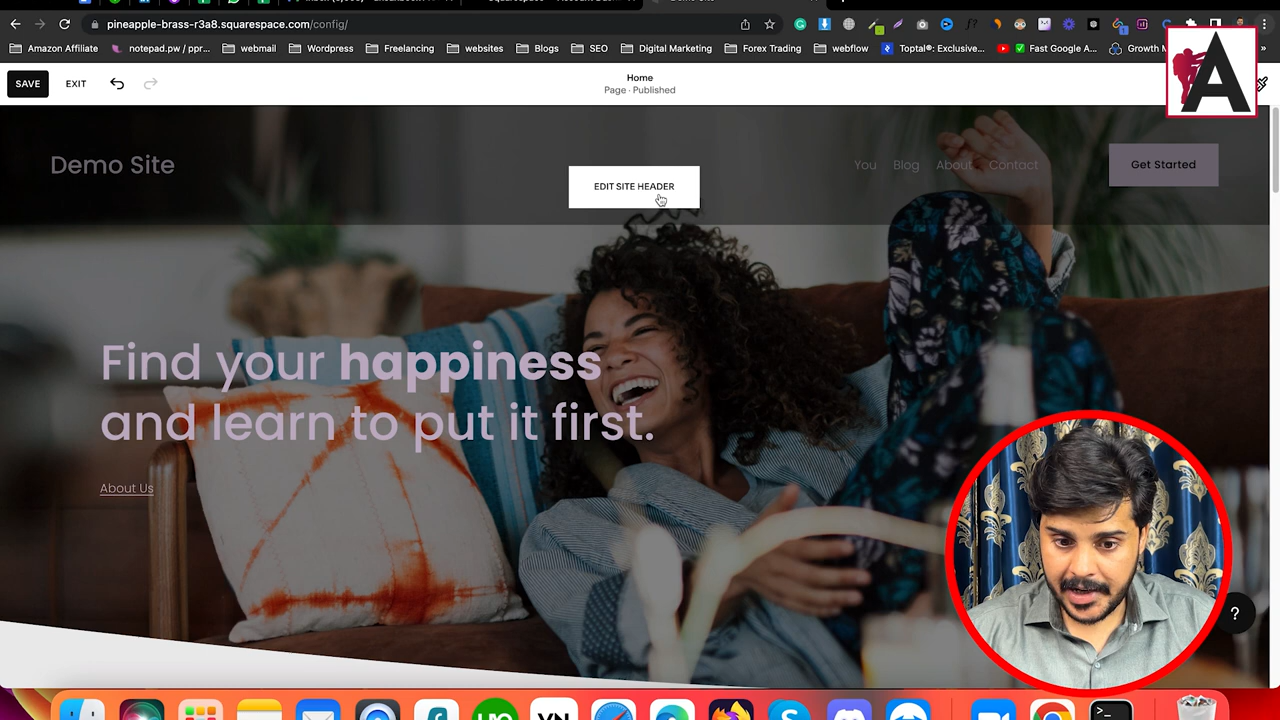 pineapple-brass-r3a8.squarespace.com/config/
Amazon Affiliate
notepad.pw / ppr...
webmail
Wordpress
Freelancing
websites
Blogs
SEO
Digital Marketing
Forex Trading
webflow
Toptal®: Exclusive...
Fast Google A...
Growth M
»
A
SAVE
EXIT
Home
Page · Published
Demo Site
EDIT SITE HEADER
You
Blog
About
Contact
Get Started
Find your happiness
and learn to put it first.
About Us
?